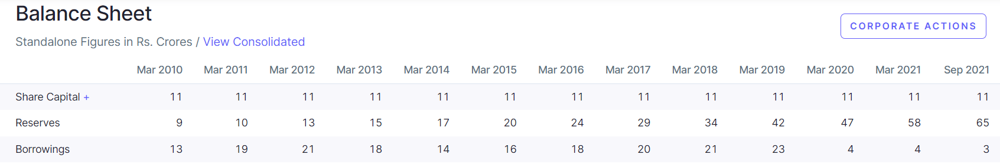 Balance Sheet
CORPORATE ACTIONS
Standalone Figures in Rs. Crores / View Consolidated
Mar 2010 Mar 2011 Mar 2012 Mar 2013 Mar 2014 Mar 2015 Mar 2016 Mar 2017 Mar 2018 Mar 2019 Mar 2020 Mar 2021 Sep 2021
Share Capital + 11 11 11 11 11 11 11 11 11 11 11 11 11
Reserves 9 10 13 15 17 20 24 29 34 42 47 58 65
Borrowings 13 19 21 18 14 16 18 20 21 23 4 4 3